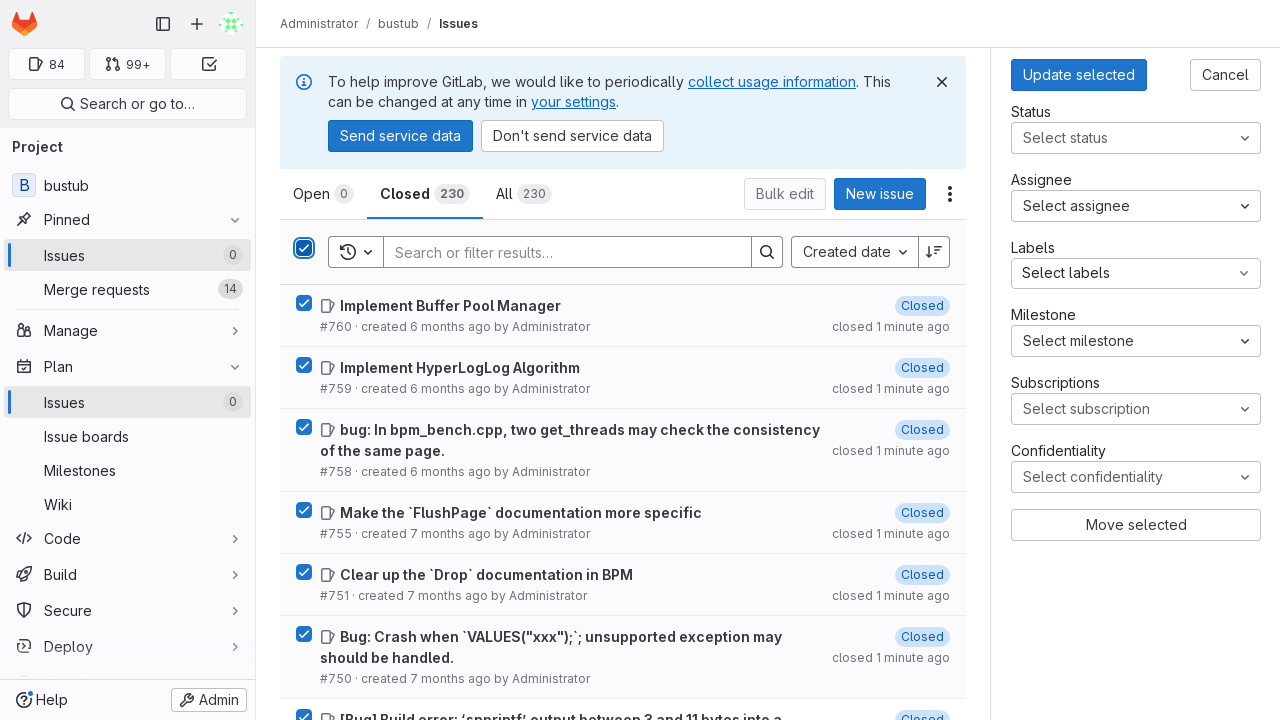 Administrator / bustub / Issues
84
99+
Search or go to…
Project
B bustub
Pinned
Issues 0
Merge requests 14
Manage
Plan
Issues 0
Issue boards
Milestones
Wiki
Code
Build
Secure
Deploy
Help
Admin
To help improve GitLab, we would like to periodically collect usage information. This
can be changed at any time in your settings.
Send service data
Don't send service data
Open 0
Closed 230
All 230
Bulk edit
New issue
Search or filter results…
Created date
Implement Buffer Pool Manager
Closed
#760 · created 6 months ago by Administrator
closed 1 minute ago
Implement HyperLogLog Algorithm
Closed
#759 · created 6 months ago by Administrator
closed 1 minute ago
bug: In bpm_bench.cpp, two get_threads may check the consistency
of the same page.
Closed
closed 1 minute ago
#758 · created 6 months ago by Administrator
Make the `FlushPage` documentation more specific
Closed
#755 · created 7 months ago by Administrator
closed 1 minute ago
Clear up the `Drop` documentation in BPM
Closed
#751 · created 7 months ago by Administrator
closed 1 minute ago
Bug: Crash when `VALUES("xxx");`; unsupported exception may
should be handled.
Closed
closed 1 minute ago
#750 · created 7 months ago by Administrator
[Bug] Build error: ‘snprintf’ output between 3 and 11 bytes into a
Closed
Update selected
Cancel
Status
Select status
Assignee
Select assignee
Labels
Select labels
Milestone
Select milestone
Subscriptions
Select subscription
Confidentiality
Select confidentiality
Move selected